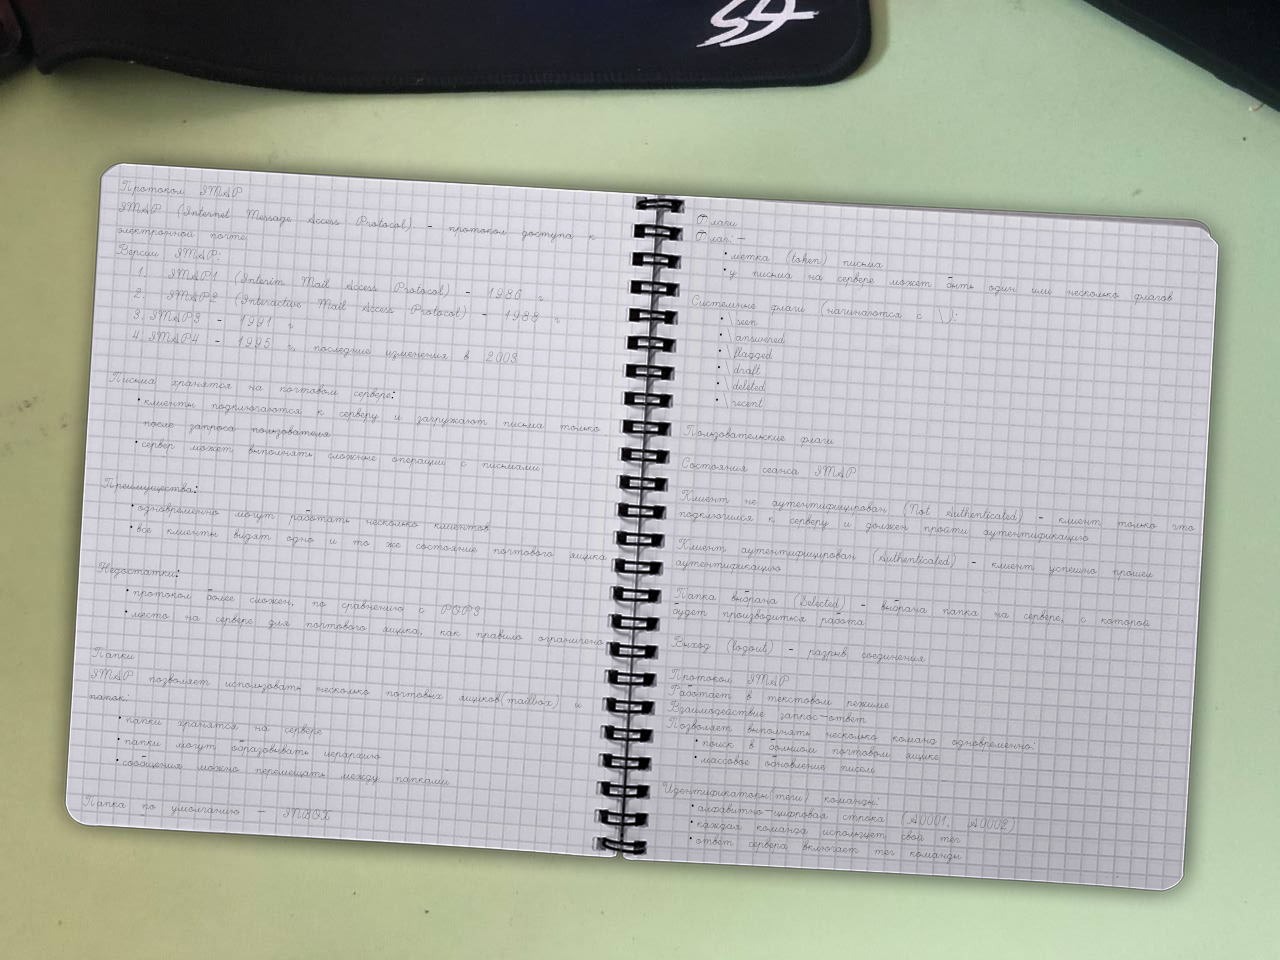 Протокол IMAP
IMAP (Internet Message Access Protocol) - протокол доступа к
электронной почте
Версии IMAP:
1. IMAP1 (Interim Mail Access Protocol) - 1986 г.
2. IMAP2 (Interactive Mail Access Protocol) - 1988 г.
3. IMAP3 - 1991 г.
4. IMAP4 - 1995 г., последние изменения в 2003
Письма хранятся на почтовом сервере:
• клиенты подключаются к серверу и загружают письма только
после запроса пользователя
• сервер может выполнять сложные операции с письмами
Преимущества:
• одновременно могут работать несколько клиентов
• все клиенты видят одно и то же состояние почтового ящика
Недостатки:
• протокол более сложен, по сравнению с POP3
• место на сервере для почтового ящика, как правило ограничено
Папки
IMAP позволяет использовать несколько почтовых ящиков(mailbox) и
папок:
• папки хранятся на сервере
• папки могут образовывать иерархию
• сообщения можно перемещать между папками
Папка по умолчанию - INBOX
Флаги
Флаг: -
• метка (token) письма
• у письма на сервере может быть один или несколько флагов
Системные флаги (начинаются с \):
• \seen
• \answered
• \flagged
• \draft
• \deleted
• \recent
Пользовательские флаги
Состояния сеанса IMAP
Клиент не аутентифицирован (Not Authenticated) - клиент только что
подключился к серверу и должен пройти аутентификацию
Клиент аутентифицирован (Authenticated) - клиент успешно прошел
аутентификацию
Папка выбрана (Selected) - выбрана папка на сервере, с которой
будет производиться работа
Выход (logout) - разрыв соединения
Протокол IMAP
Работает в текстовом режиме
Взаимодействие запрос-ответ
Позволяет выполнять несколько команд одновременно:
• поиск в большом почтовом ящике
• массовое обновление писем
Идентификаторы(теги) команды:
• алфавитно-цифровая строка (A0001, A0002)
• каждая команда использует свой тег
• ответ сервера включает тег команды